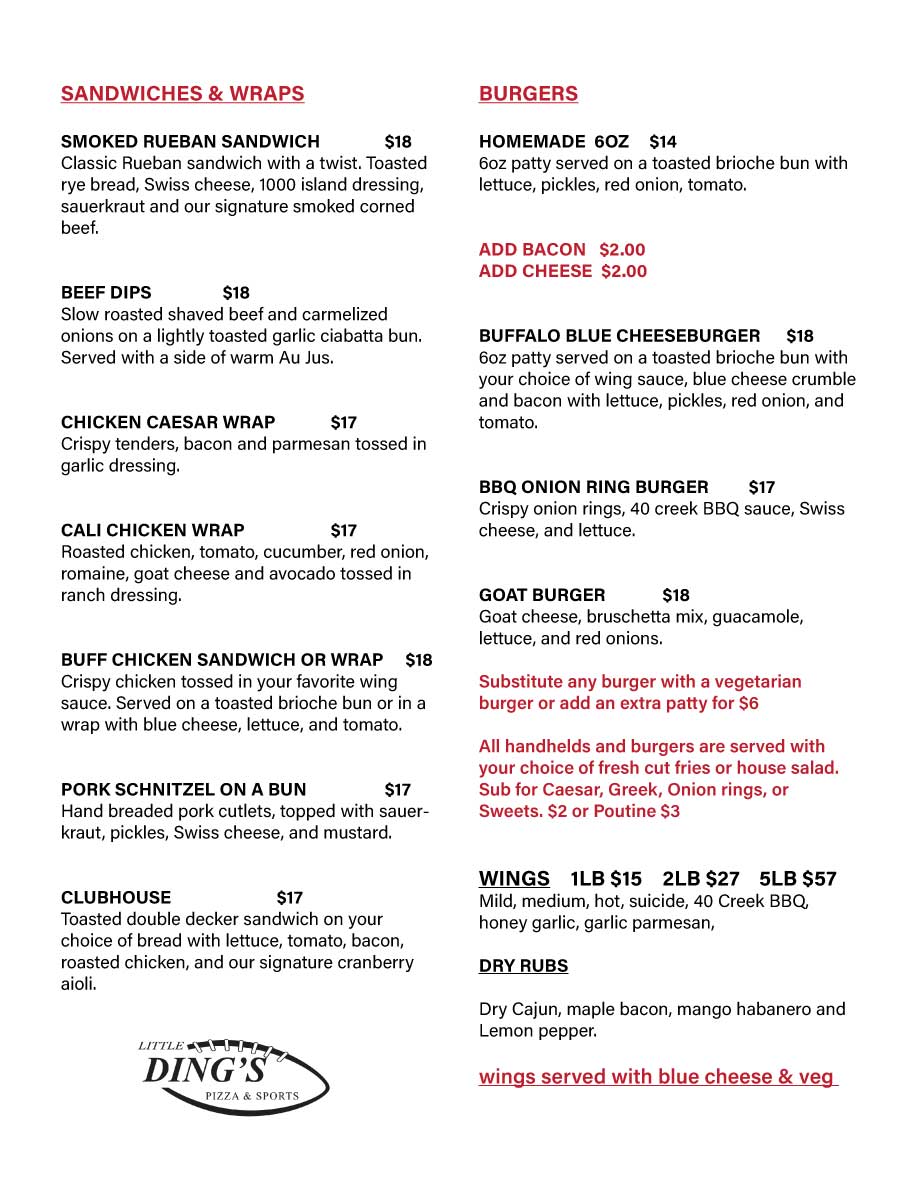 SANDWICHES & WRAPS
SMOKED RUEBAN SANDWICH $18
Classic Rueban sandwich with a twist. Toasted
rye bread, Swiss cheese, 1000 island dressing,
sauerkraut and our signature smoked corned
beef.
BEEF DIPS $18
Slow roasted shaved beef and carmelized
onions on a lightly toasted garlic ciabatta bun.
Served with a side of warm Au Jus.
CHICKEN CAESAR WRAP $17
Crispy tenders, bacon and parmesan tossed in
garlic dressing.
CALI CHICKEN WRAP $17
Roasted chicken, tomato, cucumber, red onion,
romaine, goat cheese and avocado tossed in
ranch dressing.
BUFF CHICKEN SANDWICH OR WRAP $18
Crispy chicken tossed in your favorite wing
sauce. Served on a toasted brioche bun or in a
wrap with blue cheese, lettuce, and tomato.
PORK SCHNITZEL ON A BUN $17
Hand breaded pork cutlets, topped with sauer-
kraut, pickles, Swiss cheese, and mustard.
CLUBHOUSE $17
Toasted double decker sandwich on your
choice of bread with lettuce, tomato, bacon,
roasted chicken, and our signature cranberry
aioli.
LITTLE
DING'S
PIZZA & SPORTS
BURGERS
HOMEMADE 6OZ $14
6oz patty served on a toasted brioche bun with
lettuce, pickles, red onion, tomato.
ADD BACON $2.00
ADD CHEESE $2.00
BUFFALO BLUE CHEESEBURGER $18
6oz patty served on a toasted brioche bun with
your choice of wing sauce, blue cheese crumble
and bacon with lettuce, pickles, red onion, and
tomato.
BBQ ONION RING BURGER $17
Crispy onion rings, 40 creek BBQ sauce, Swiss
cheese, and lettuce.
GOAT BURGER $18
Goat cheese, bruschetta mix, guacamole,
lettuce, and red onions.
Substitute any burger with a vegetarian
burger or add an extra patty for $6
All handhelds and burgers are served with
your choice of fresh cut fries or house salad.
Sub for Caesar, Greek, Onion rings, or
Sweets. $2 or Poutine $3
WINGS 1LB $15 2LB $27 5LB $57
Mild, medium, hot, suicide, 40 Creek BBQ,
honey garlic, garlic parmesan,
DRY RUBS
Dry Cajun, maple bacon, mango habanero and
Lemon pepper.
wings served with blue cheese & veg